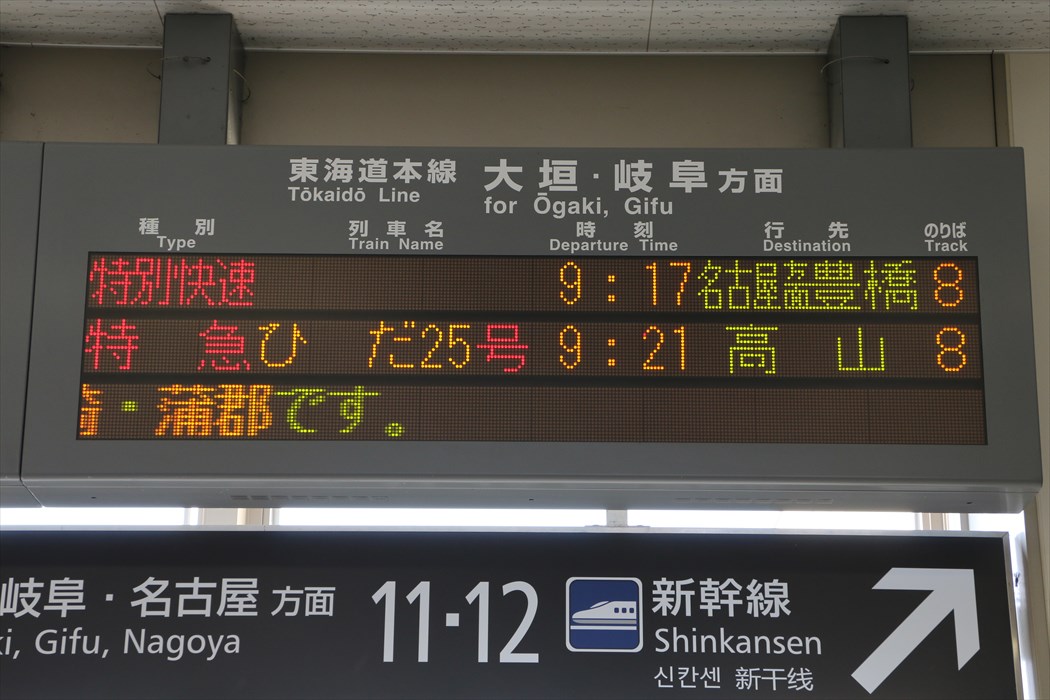 東海道本線 大垣・岐阜方面
Tōkaidō Line for Ōgaki, Gifu
種別 列車名 時刻 行先 のりば
Type Train Name Departure Time Destination Track
特別快速 9:17 名古屋 豊橋 8
特急 ひだ25号 9:21 高山 8
・蒲郡です。
岐阜・名古屋方面 11・12 新幹線
Gifu, Nagoya Shinkansen
신칸센 新干线